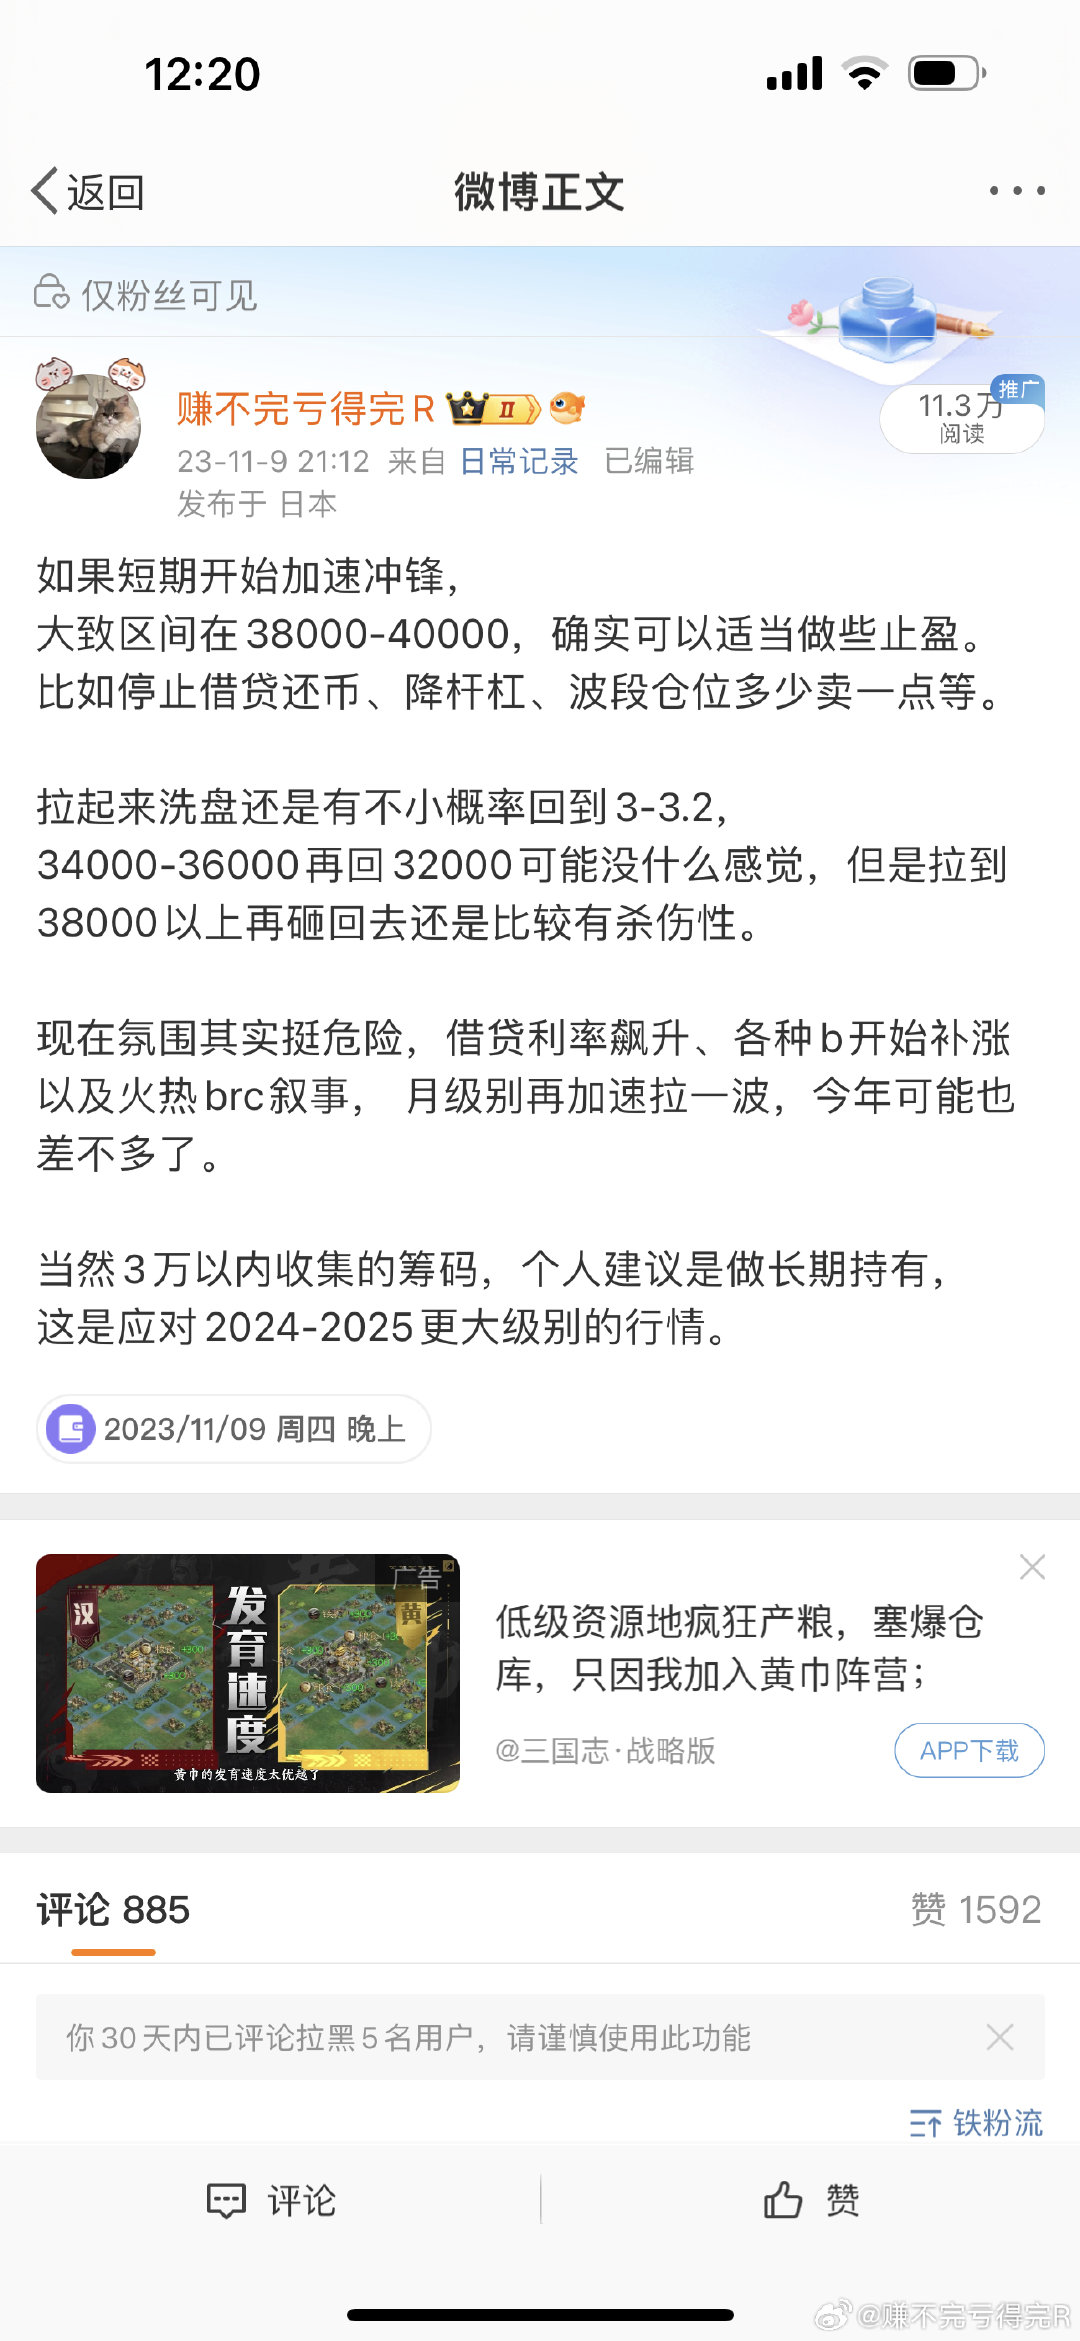 12:20
返回
微博正文
仅粉丝可见
赚不完亏得完R
II
推广
11.3万
阅读
23-11-9 21:12 来自 日常记录 已编辑
发布于 日本
如果短期开始加速冲锋，
大致区间在38000-40000，确实可以适当做些止盈。
比如停止借贷还币、降杠杠、波段仓位多少卖一点等。
拉起来洗盘还是有不小概率回到3-3.2，
34000-36000再回32000可能没什么感觉，但是拉到
38000以上再砸回去还是比较有杀伤性。
现在氛围其实挺危险，借贷利率飙升、各种b开始补涨
以及火热brc叙事， 月级别再加速拉一波，今年可能也
差不多了。
当然3万以内收集的筹码，个人建议是做长期持有，
这是应对2024-2025更大级别的行情。
2023/11/09 周四 晚上
广告
汉
发育速度
黄
黄巾的发育速度太优越了
低级资源地疯狂产粮，塞爆仓
库，只因我加入黄巾阵营；
@三国志·战略版
APP下载
评论 885
赞 1592
你30天内已评论拉黑5名用户，请谨慎使用此功能
铁粉流
评论
赞
@赚不完亏得完R